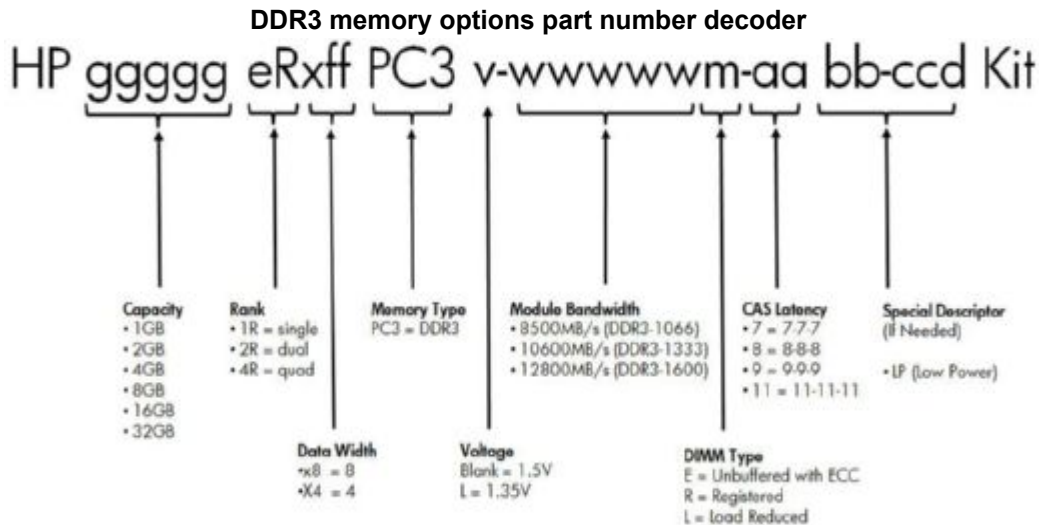 DDR3 memory options part number decoder
HP ggggg eRxff PC3 v-wwwwwm-aa bb-ccd Kit
Capacity
• 1GB
• 2GB
• 4GB
• 8GB
• 16GB
• 32GB
Rank
• 1R = single
• 2R = dual
• 4R = quad
Memory Type
PC3 = DDR3
Module Bandwidth
• 8500MB/s (DDR3-1066)
• 10600MB/s (DDR3-1333)
• 12800MB/s (DDR3-1600)
CAS Latency
• 7 = 7-7-7
• 8 = 8-8-8
• 9 = 9-9-9
• 11 = 11-11-11
Special Descriptor
(If Needed)
• LP (Low Power)
Data Width
•x8 = 8
•X4 = 4
Voltage
Blank = 1.5V
L = 1.35V
DIMM Type
E = Unbuffered with ECC
R = Registered
L = Load Reduced